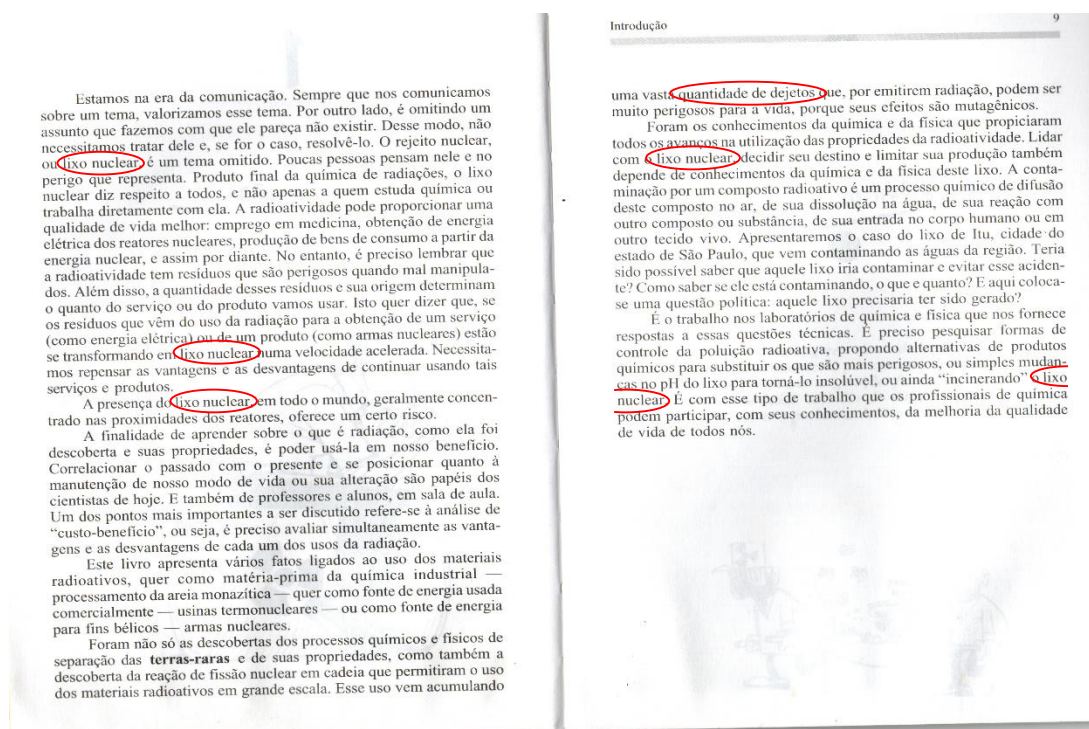 Estamos na era da comunicação. Sempre que nos comunicamos
sobre um tema, valorizamos esse tema. Por outro lado, é omitindo um
assunto que fazemos com que ele pareça não existir. Desse modo, não
necessitamos tratar dele e, se for o caso, resolvê-lo. O rejeito nuclear,
ou lixo nuclear, é um tema omitido. Poucas pessoas pensam nele e no
perigo que representa. Produto final da química de radiações, o lixo
nuclear diz respeito a todos, e não apenas a quem estuda química ou
trabalha diretamente com ela. A radioatividade pode proporcionar uma
qualidade de vida melhor: emprego em medicina, obtenção de energia
elétrica dos reatores nucleares, produção de bens de consumo a partir da
energia nuclear, e assim por diante. No entanto, é preciso lembrar que
a radioatividade tem resíduos que são perigosos quando mal manipula-
dos. Além disso, a quantidade desses resíduos e sua origem determinam
o quanto do serviço ou do produto vamos usar. Isto quer dizer que, se
os resíduos que vêm do uso da radiação para a obtenção de um serviço
(como energia elétrica) ou de um produto (como armas nucleares) estão
se transformando em lixo nuclear numa velocidade acelerada. Necessita-
mos repensar as vantagens e as desvantagens de continuar usando tais
serviços e produtos.
A presença do lixo nuclear, em todo o mundo, geralmente concen-
trado nas proximidades dos reatores, oferece um certo risco.
A finalidade de aprender sobre o que é radiação, como ela foi
descoberta e suas propriedades, é poder usá-la em nosso benefício.
Correlacionar o passado com o presente e se posicionar quanto à
manutenção de nosso modo de vida ou sua alteração são papéis dos
cientistas de hoje. E também de professores e alunos, em sala de aula.
Um dos pontos mais importantes a ser discutido refere-se à análise de
“custo-benefício”, ou seja, é preciso avaliar simultaneamente as vanta-
gens e as desvantagens de cada um dos usos da radiação.
Este livro apresenta vários fatos ligados ao uso dos materiais
radioativos, quer como matéria-prima da química industrial —
processamento da areia monazítica — quer como fonte de energia usada
comercialmente — usinas termonucleares — ou como fonte de energia
para fins bélicos — armas nucleares.
Foram não só as descobertas dos processos químicos e físicos de
separação das terras-raras e de suas propriedades, como também a
descoberta da reação de fissão nuclear em cadeia que permitiram o uso
dos materiais radioativos em grande escala. Esse uso vem acumulando
Introdução 9
uma vasta quantidade de dejetos que, por emitirem radiação, podem ser
muito perigosos para a vida, porque seus efeitos são mutagênicos.
Foram os conhecimentos da química e da física que propiciaram
todos os avanços na utilização das propriedades da radioatividade. Lidar
com o lixo nuclear, decidir seu destino e limitar sua produção também
depende de conhecimentos da química e da física deste lixo. A conta-
minação por um composto radioativo é um processo químico de difusão
deste composto no ar, de sua dissolução na água, de sua reação com
outro composto ou substância, de sua entrada no corpo humano ou em
outro tecido vivo. Apresentaremos o caso do lixo de Itu, cidade do
estado de São Paulo, que vem contaminando as águas da região. Teria
sido possível saber que aquele lixo iria contaminar e evitar esse aciden-
te? Como saber se ele está contaminando, o que e quanto? E aqui coloca-
se uma questão política: aquele lixo precisaria ter sido gerado?
É o trabalho nos laboratórios de química e física que nos fornece
respostas a essas questões técnicas. É preciso pesquisar formas de
controle da poluição radioativa, propondo alternativas de produtos
químicos para substituir os que são mais perigosos, ou simples mudan-
ças no pH do lixo para torná-lo insolúvel, ou ainda “incinerando” o lixo
nuclear. É com esse tipo de trabalho que os profissionais de química
podem participar, com seus conhecimentos, da melhoria da qualidade
de vida de todos nós.